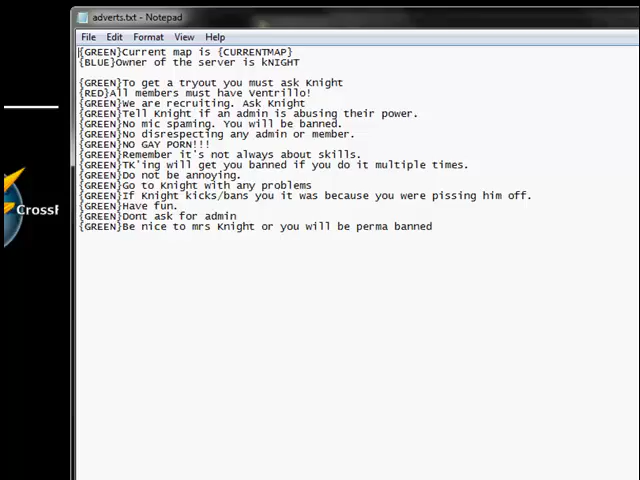 adverts.txt - Notepad
File Edit Format View Help
{GREEN}Current map is {CURRENTMAP}
{BLUE}Owner of the server is kNIGHT
{GREEN}To get a tryout you must ask Knight
{RED}All members must have Ventrillo!
{GREEN}We are recruiting. Ask Knight
{GREEN}Tell Knight if an admin is abusing their power.
{GREEN}No mic spaming. You will be banned.
{GREEN}No disrespecting any admin or member.
{GREEN}NO GAY PORN!!!
{GREEN}Remember it's not always about skills.
{GREEN}TK'ing will get you banned if you do it multiple times.
{GREEN}Do not be annoying.
{GREEN}Go to Knight with any problems
{GREEN}If Knight kicks/bans you it was because you were pissing him off.
{GREEN}Have fun.
{GREEN}Dont ask for admin
{GREEN}Be nice to mrs Knight or you will be perma banned
CrossF